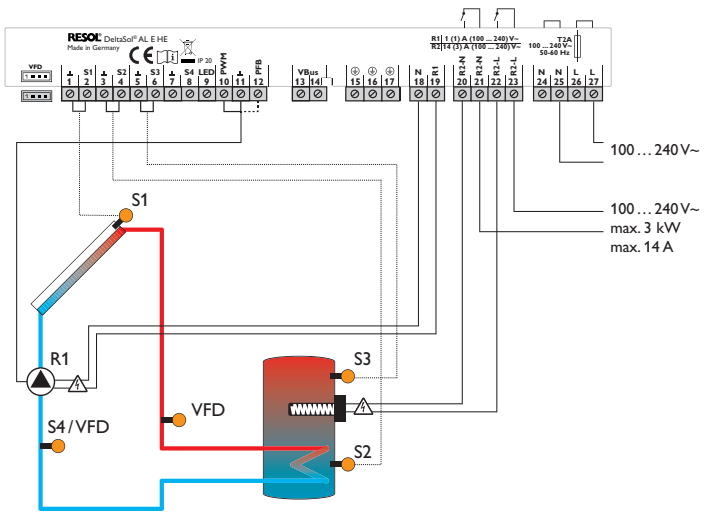 RESOL® DeltaSol® AL E HE
Made in Germany
CE
IP 20
R1 1 (1) A (100 ... 240) V~
R2 14 (3) A (100 ... 240) V~
T2A
100 ... 240 V~
50-60 Hz
VFD
S1 S2 S3 S4 LED PWM PFB
1 2 3 4 5 6 7 8 9 10 11 12
VBus
13 14
15 16 17
N R1
18 19
R2-N R2-N R2-L R2-L
20 21 22 23
N N L L
24 25 26 27
100 ... 240 V~
100 ... 240 V~
max. 3 kW
max. 14 A
S1
R1
S3
VFD
S4 / VFD
S2